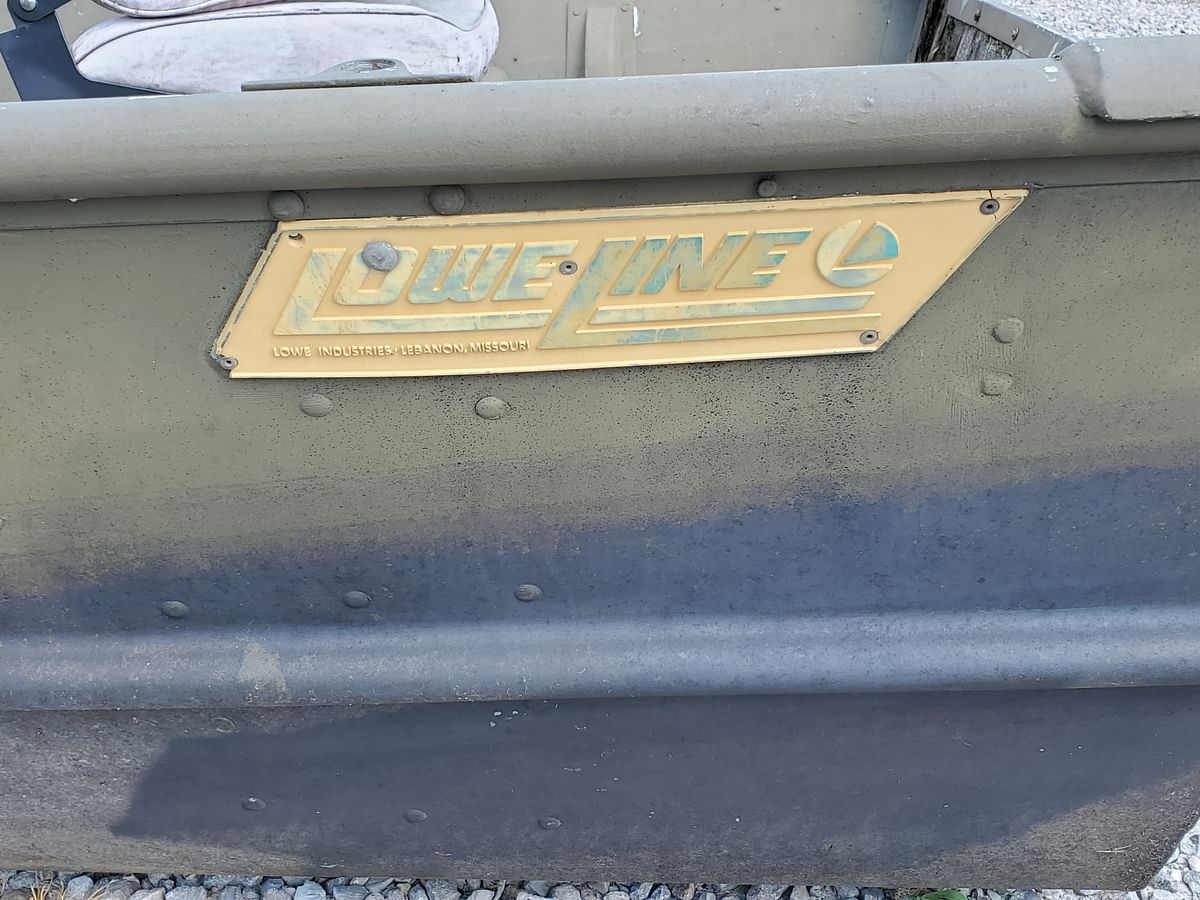 LOWE LINE
LOWE INDUSTRIES · LEBANON, MISSOURI